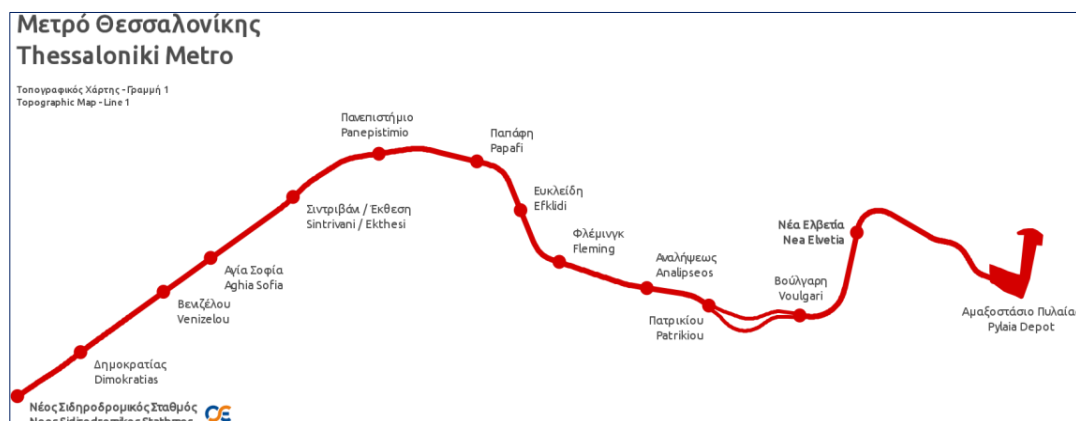 Μετρό Θεσσαλονίκης
Thessaloniki Metro
Τοπογραφικός Χάρτης - Γραμμή 1
Topographic Map - Line 1
Πανεπιστήμιο
Panepistimio
Παπάφη
Papafi
Ευκλείδη
Efklidi
Σιντριβάνι / Έκθεση
Sintrivani / Ekthesi
Νέα Ελβετία
Nea Elvetia
Φλέμινγκ
Fleming
Αναλήψεως
Analipseos
Αγία Σοφία
Aghia Sofia
Βούλγαρη
Voulgari
Βενιζέλου
Venizelou
Πατρικίου
Patrikiou
Αμαξοστάσιο Πυλαίας
Pylaia Depot
Δημοκρατίας
Dimokratias
Νέος Σιδηροδρομικός Σταθμός